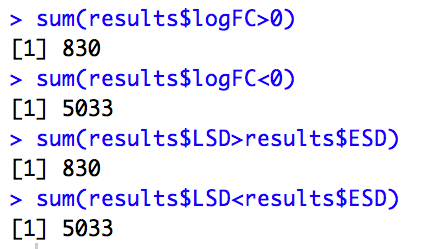 > sum(results$logFC>0)
[1] 830
> sum(results$logFC<0)
[1] 5033
> sum(results$LSD>results$ESD)
[1] 830
> sum(results$LSD<results$ESD)
[1] 5033